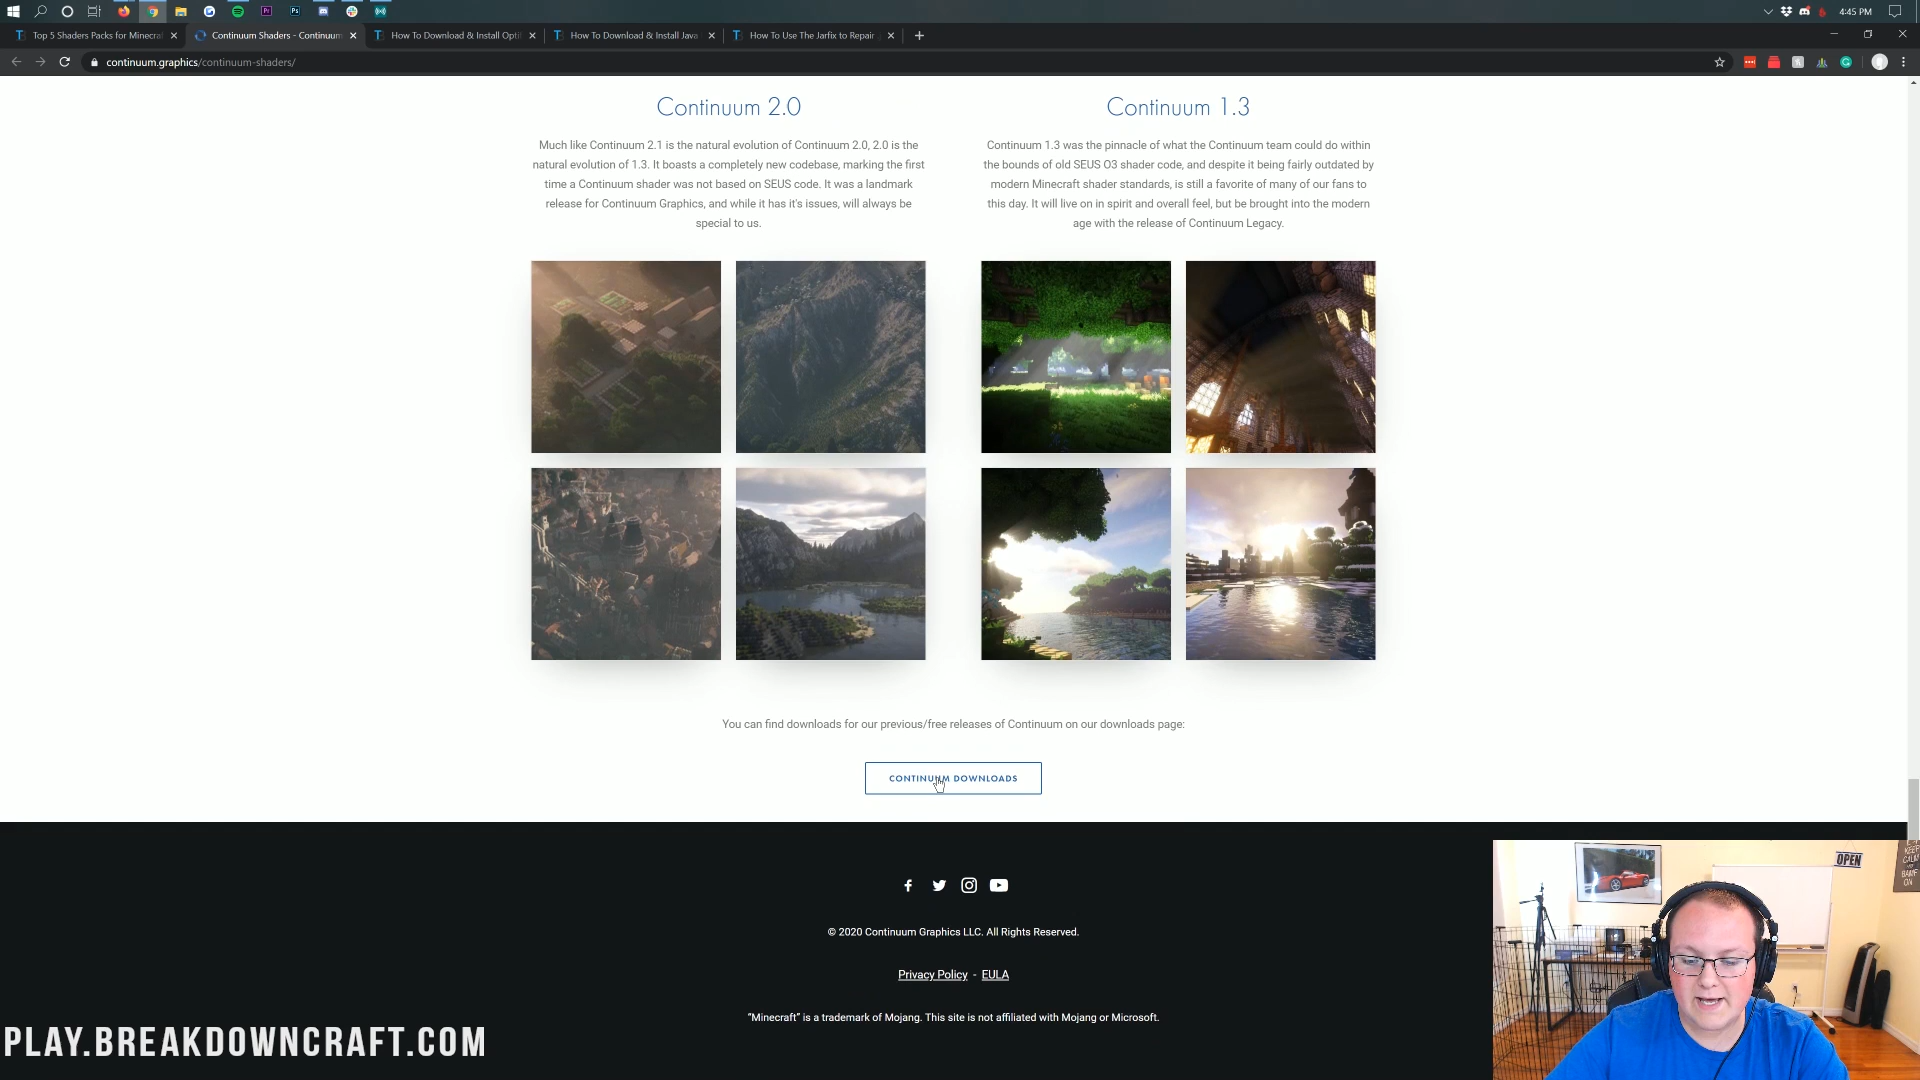 4:45 PM
Top 5 Shaders Packs for Minecra
Continuum Shaders - Continuum
How To Download & Install Opti
How To Download & Install Java
How To Use The Jarfix to Repair
continuum.graphics/continuum-shaders/
Continuum 2.0
Much like Continuum 2.1 is the natural evolution of Continuum 2.0, 2.0 is the
natural evolution of 1.3. It boasts a completely new codebase, marking the first
time a Continuum shader was not based on SEUS code. It was a landmark
release for Continuum Graphics, and while it has it's issues, will always be
special to us.
Continuum 1.3
Continuum 1.3 was the pinnacle of what the Continuum team could do within
the bounds of old SEUS O3 shader code, and despite it being fairly outdated by
modern Minecraft shader standards, is still a favorite of many of our fans to
this day. It will live on in spirit and overall feel, but be brought into the modern
age with the release of Continuum Legacy.
You can find downloads for our previous/free releases of Continuum on our downloads page:
CONTINUUM DOWNLOADS
© 2020 Continuum Graphics LLC. All Rights Reserved.
Privacy Policy - EULA
"Minecraft" is a trademark of Mojang. This site is not affiliated with Mojang or Microsoft.
PLAY.BREAKDOWNCRAFT.COM
OPEN
KEEP
CALM
GAME
ON